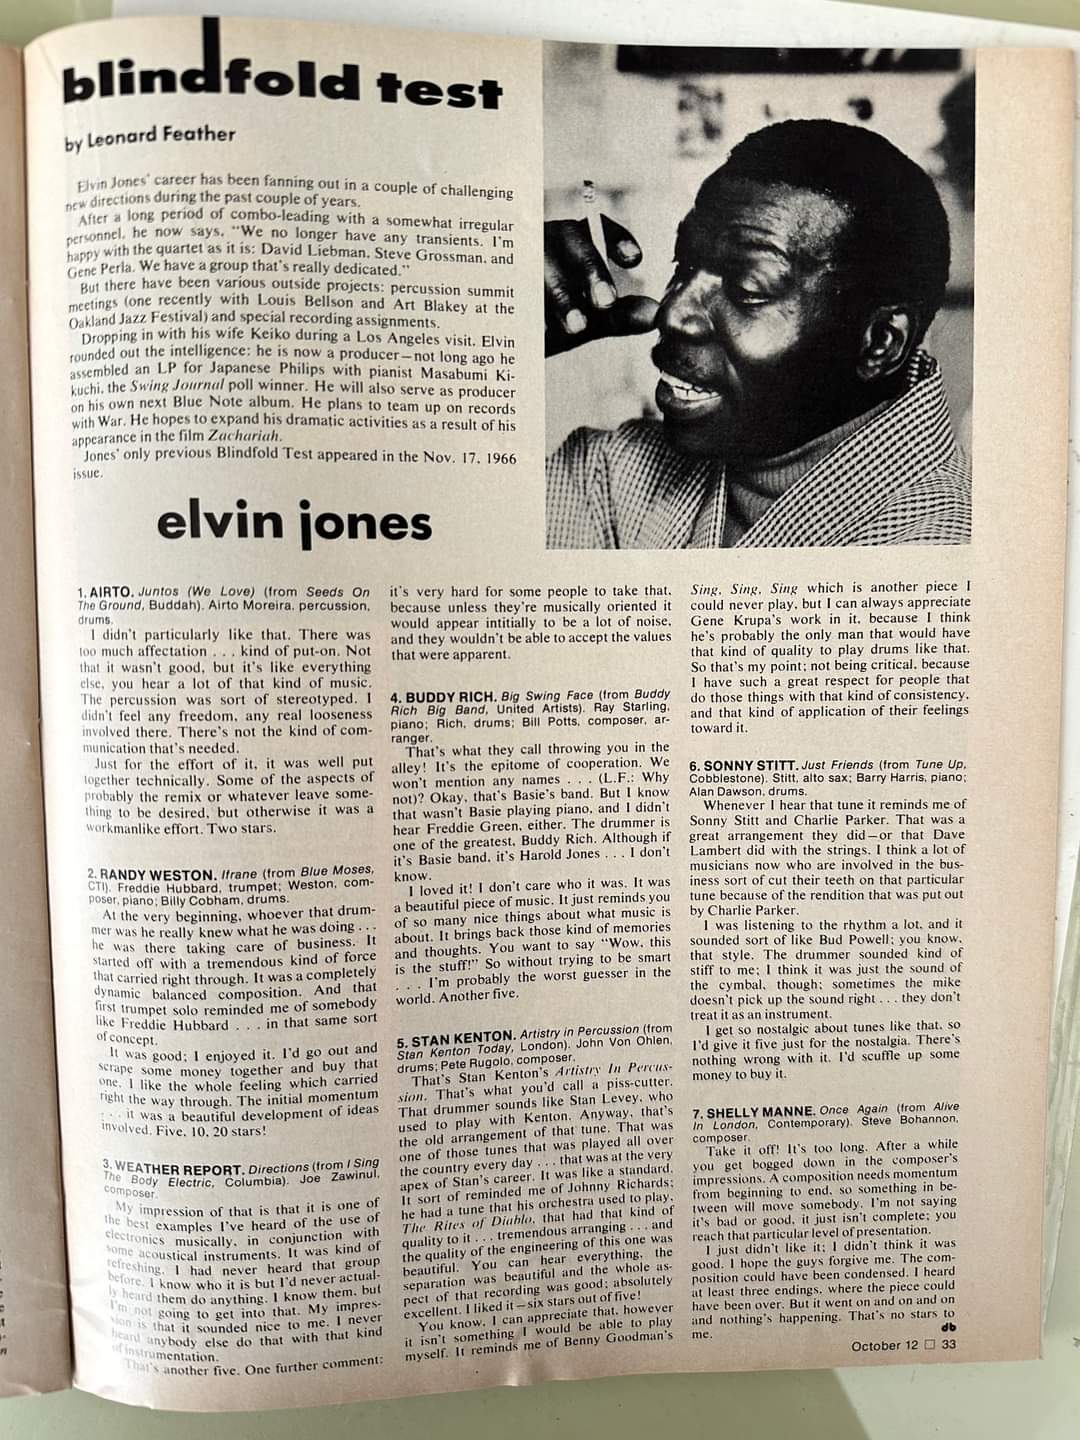 blindfold test
by Leonard Feather
Elvin Jones' career has been fanning out in a couple of challenging
new directions during the past couple of years.
After a long period of combo-leading with a somewhat irregular
personnel, he now says, "We no longer have any transients. I'm
happy with the quartet as it is: David Liebman, Steve Grossman, and
Gene Perla. We have a group that's really dedicated."
But there have been various outside projects: percussion summit
meetings (one recently with Louis Bellson and Art Blakey at the
Oakland Jazz Festival) and special recording assignments.
Dropping in with his wife Keiko during a Los Angeles visit, Elvin
rounded out the intelligence: he is now a producer—not long ago he
assembled an LP for Japanese Philips with pianist Masabumi Ki-
kuchi, the Swing Journal poll winner. He will also serve as producer
on his own next Blue Note album. He plans to team up on records
with War. He hopes to expand his dramatic activities as a result of his
appearance in the film Zachariah.
Jones' only previous Blindfold Test appeared in the Nov. 17, 1966
issue.
elvin jones
1. AIRTO. Juntos (We Love) (from Seeds On
The Ground, Buddah). Airto Moreira, percussion,
drums.
I didn't particularly like that. There was
too much affectation . . . kind of put-on. Not
that it wasn't good, but it's like everything
else, you hear a lot of that kind of music.
The percussion was sort of stereotyped. I
didn't feel any freedom, any real looseness
involved there. There's not the kind of com-
munication that's needed.
Just for the effort of it, it was well put
together technically. Some of the aspects of
probably the remix or whatever leave some-
thing to be desired, but otherwise it was a
workmanlike effort. Two stars.
2. RANDY WESTON. Ifrane (from Blue Moses,
CTI). Freddie Hubbard, trumpet; Weston, com-
poser, piano; Billy Cobham, drums.
At the very beginning, whoever that drum-
mer was he really knew what he was doing . . .
he was there taking care of business. It
started off with a tremendous kind of force
that carried right through. It was a completely
dynamic balanced composition. And that
first trumpet solo reminded me of somebody
like Freddie Hubbard . . . in that same sort
of concept.
It was good; I enjoyed it. I'd go out and
scrape some money together and buy that
one. I like the whole feeling which carried
right the way through. The initial momentum
. . . it was a beautiful development of ideas
involved. Five, 10, 20 stars!
3. WEATHER REPORT. Directions (from I Sing
The Body Electric, Columbia). Joe Zawinul,
composer.
My impression of that is that it is one of
the best examples I've heard of the use of
electronics musically, in conjunction with
some acoustical instruments. It was kind of
refreshing. I had never heard that group
before. I know who it is but I'd never actual-
ly heard them do anything. I know them, but
I'm not going to get into that. My impres-
sion is that it sounded nice to me. I never
heard anybody else do that with that kind
of instrumentation.
That's another five. One further comment:
it's very hard for some people to take that,
because unless they're musically oriented it
would appear intitially to be a lot of noise,
and they wouldn't be able to accept the values
that were apparent.
4. BUDDY RICH. Big Swing Face (from Buddy
Rich Big Band, United Artists). Ray Starling,
piano; Rich, drums; Bill Potts, composer, ar-
ranger.
That's what they call throwing you in the
alley! It's the epitome of cooperation. We
won't mention any names . . . (L.F.: Why
not)? Okay, that's Basie's band. But I know
that wasn't Basie playing piano, and I didn't
hear Freddie Green, either. The drummer is
one of the greatest, Buddy Rich. Although if
it's Basie band, it's Harold Jones . . . I don't
know.
I loved it! I don't care who it was. It was
a beautiful piece of music. It just reminds you
of so many nice things about what music is
about. It brings back those kind of memories
and thoughts. You want to say "Wow, this
is the stuff!" So without trying to be smart
. . . I'm probably the worst guesser in the
world. Another five.
5. STAN KENTON. Artistry in Percussion (from
Stan Kenton Today, London). John Von Ohlen,
drums; Pete Rugolo, composer.
That's Stan Kenton's Artistry In Percus-
sion. That's what you'd call a piss-cutter.
That drummer sounds like Stan Levey, who
used to play with Kenton. Anyway, that's
the old arrangement of that tune. That was
one of those tunes that was played all over
the country every day . . . that was at the very
apex of Stan's career. It was like a standard.
It sort of reminded me of Johnny Richards;
he had a tune that his orchestra used to play,
The Rites of Diablo, that had that kind of
quality to it . . . tremendous arranging . . . and
the quality of the engineering of this one was
beautiful. You can hear everything, the
separation was beautiful and the whole as-
pect of that recording was good; absolutely
excellent. I liked it—six stars out of five!
You know, I can appreciate that, however
it isn't something I would be able to play
myself. It reminds me of Benny Goodman's
Sing, Sing, Sing which is another piece I
could never play, but I can always appreciate
Gene Krupa's work in it, because I think
he's probably the only man that would have
that kind of quality to play drums like that.
So that's my point; not being critical, because
I have such a great respect for people that
do those things with that kind of consistency,
and that kind of application of their feelings
toward it.
6. SONNY STITT. Just Friends (from Tune Up,
Cobblestone). Stitt, alto sax; Barry Harris, piano;
Alan Dawson, drums.
Whenever I hear that tune it reminds me of
Sonny Stitt and Charlie Parker. That was a
great arrangement they did—or that Dave
Lambert did with the strings. I think a lot of
musicians now who are involved in the bus-
iness sort of cut their teeth on that particular
tune because of the rendition that was put out
by Charlie Parker.
I was listening to the rhythm a lot, and it
sounded sort of like Bud Powell; you know,
that style. The drummer sounded kind of
stiff to me; I think it was just the sound of
the cymbal, though; sometimes the mike
doesn't pick up the sound right . . . they don't
treat it as an instrument.
I get so nostalgic about tunes like that, so
I'd give it five just for the nostalgia. There's
nothing wrong with it. I'd scuffle up some
money to buy it.
7. SHELLY MANNE. Once Again (from Alive
In London, Contemporary). Steve Bohannon,
composer.
Take it off! It's too long. After a while
you get bogged down in the composer's
impressions. A composition needs momentum
from beginning to end, so something in be-
tween will move somebody. I'm not saying
it's bad or good, it just isn't complete; you
reach that particular level of presentation.
I just didn't like it; I didn't think it was
good. I hope the guys forgive me. The com-
position could have been condensed. I heard
at least three endings, where the piece could
have been over. But it went on and on and on
and nothing's happening. That's no stars to
me.
db
October 12 □ 33